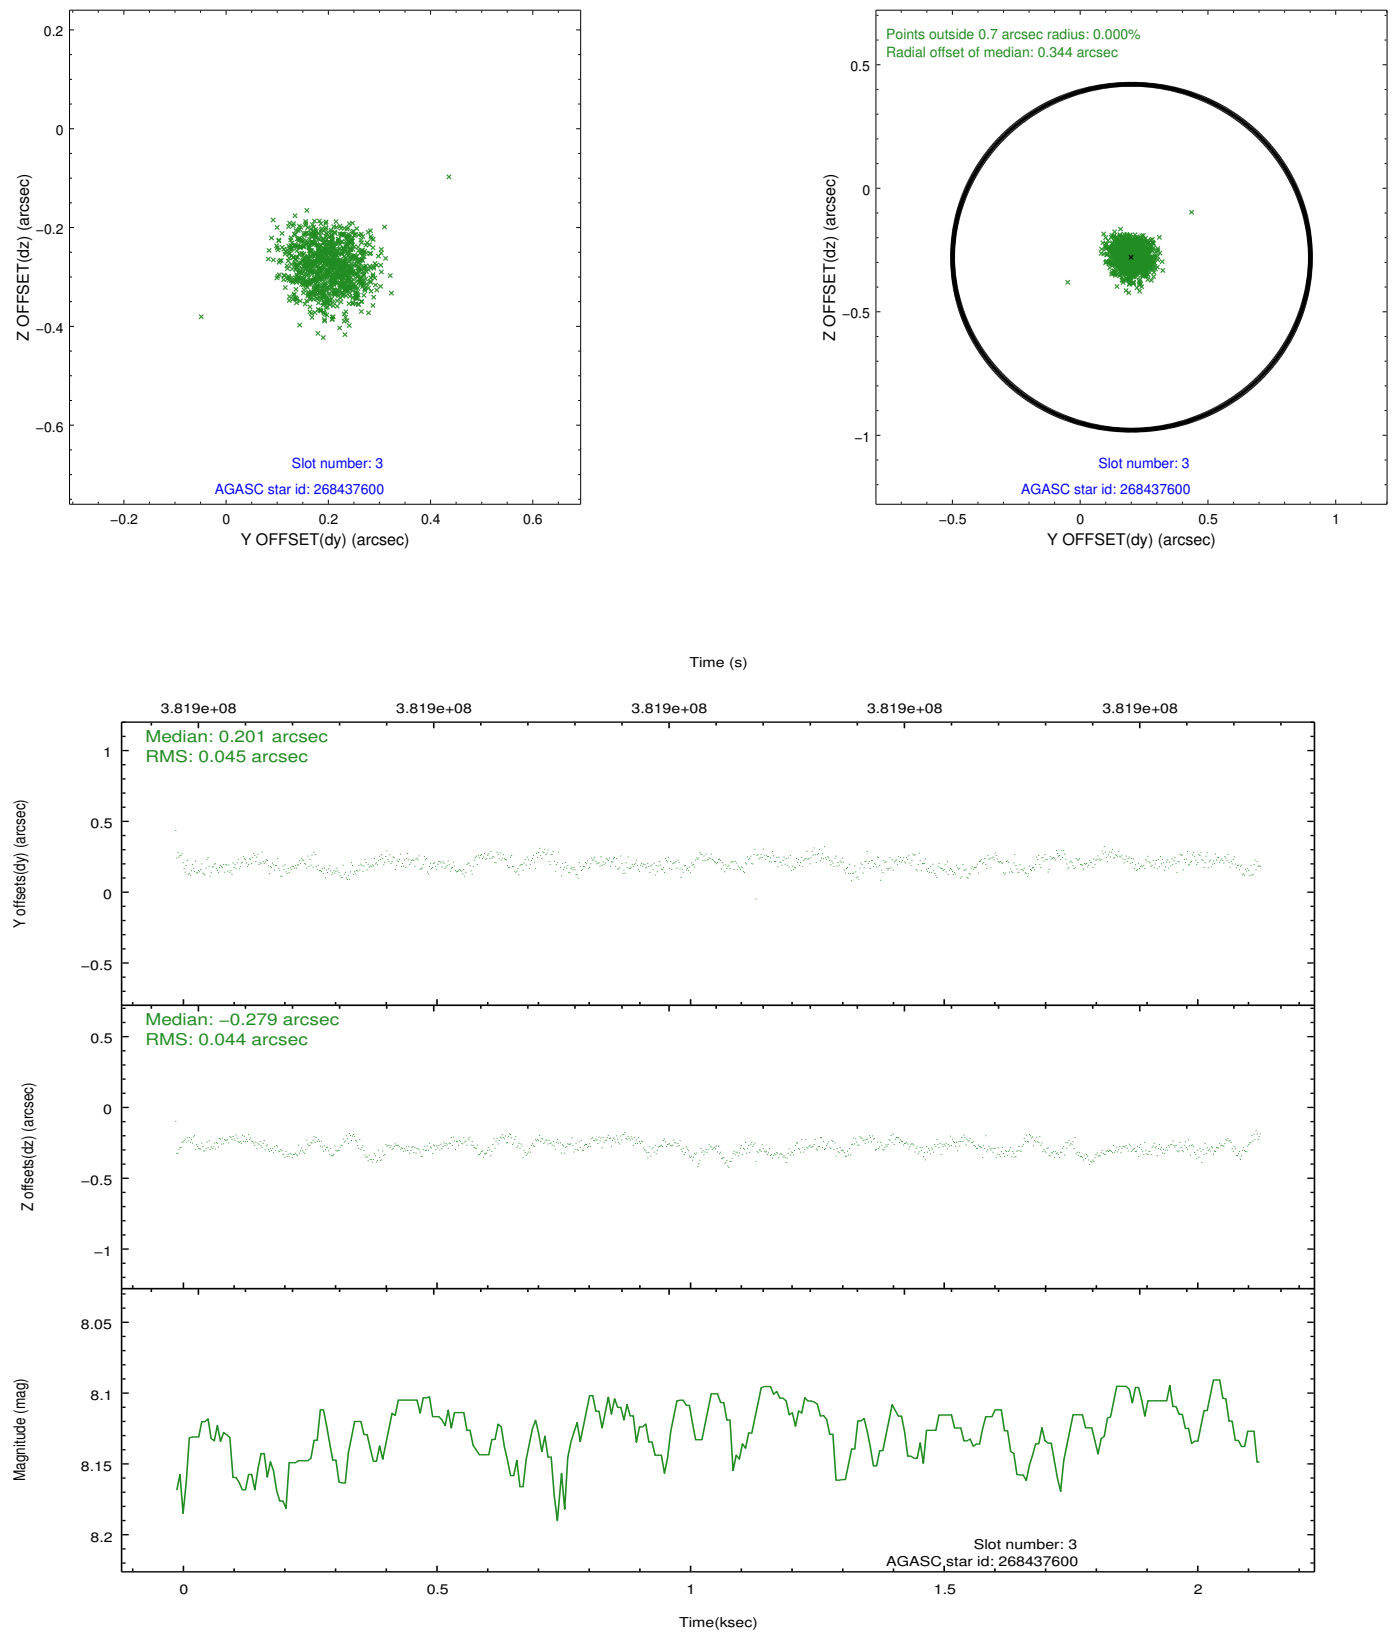 0.2
0
−0.2
−0.4
−0.6
Z OFFSET(dz) (arcsec)
Slot number: 3
AGASC star id: 268437600
−0.2
0
0.2
0.4
0.6
Y OFFSET(dy) (arcsec)
Points outside 0.7 arcsec radius: 0.000%
Radial offset of median: 0.344 arcsec
0.5
0
−0.5
−1
Z OFFSET(dz) (arcsec)
Slot number: 3
AGASC star id: 268437600
−0.5
0
0.5
1
Y OFFSET(dy) (arcsec)
Time (s)
3.819e+08
3.819e+08
3.819e+08
3.819e+08
3.819e+08
Median: 0.201 arcsec
RMS: 0.045 arcsec
1
0.5
0
−0.5
Y offsets(dy) (arcsec)
Median: −0.279 arcsec
RMS: 0.044 arcsec
0.5
0
−0.5
−1
Z offsets(dz) (arcsec)
8.05
8.1
8.15
8.2
Magnitude (mag)
Slot number: 3
AGASC star id: 268437600
0
0.5
1
1.5
2
Time(ksec)